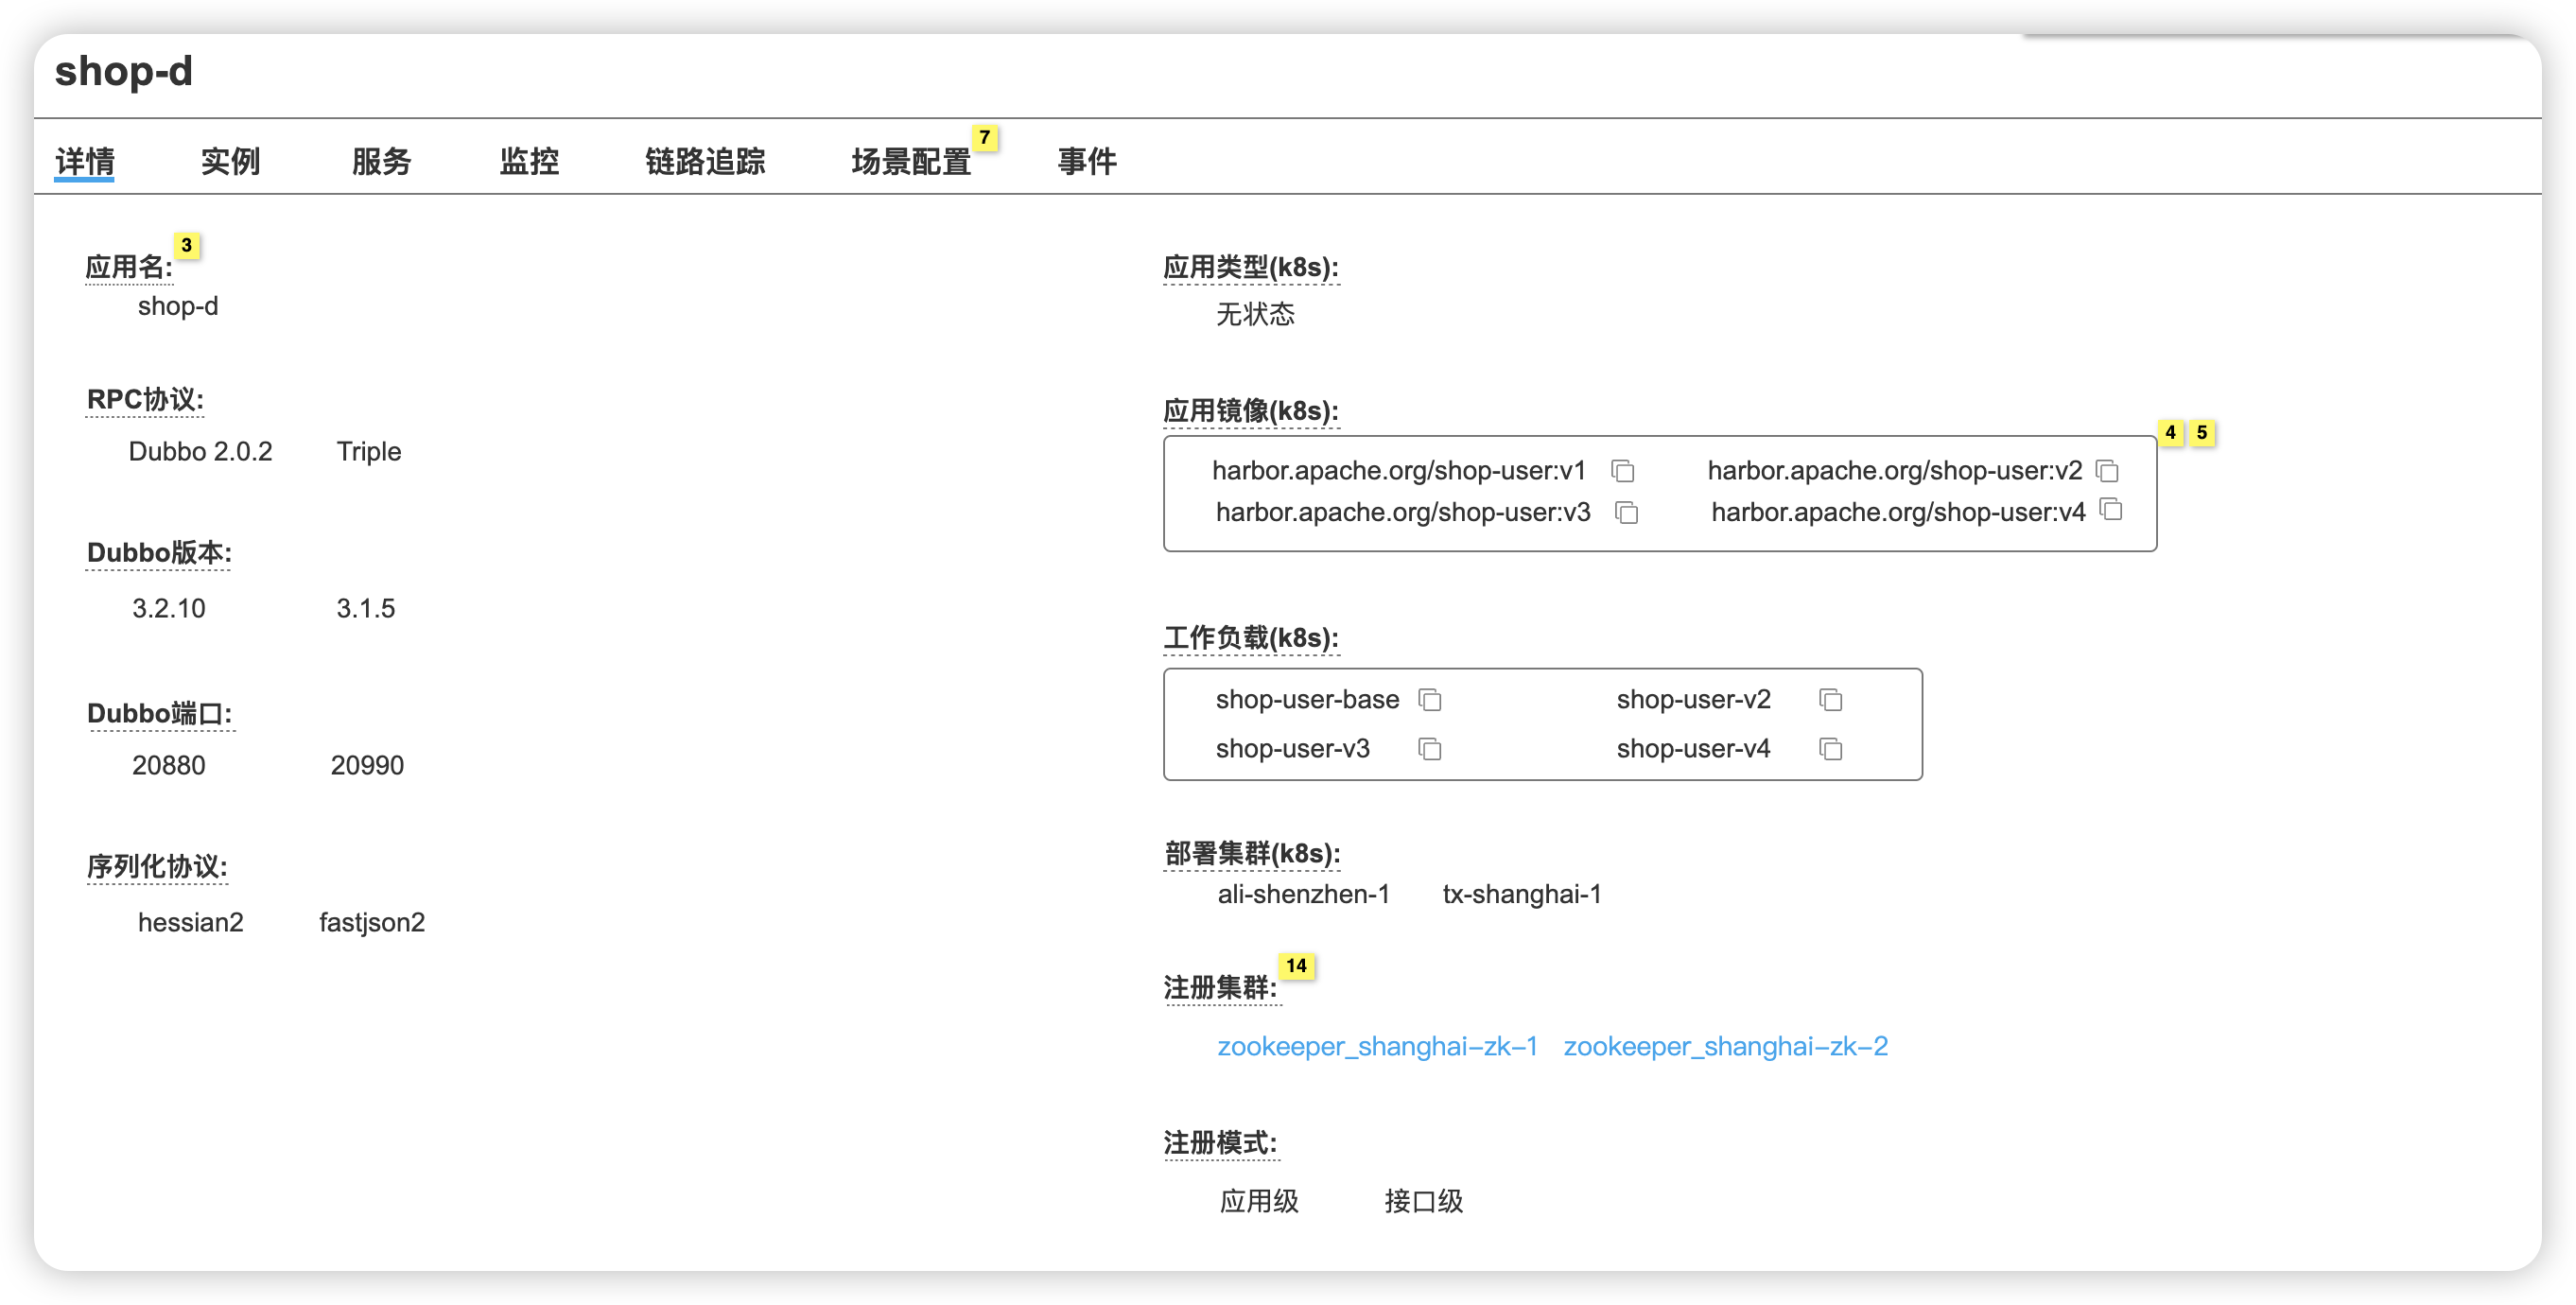 shop-d
详情 实例 服务 监控 链路追踪 场景配置 7 事件
应用名: 3
shop-d
RPC协议:
Dubbo 2.0.2 Triple
Dubbo版本:
3.2.10 3.1.5
Dubbo端口:
20880 20990
序列化协议:
hessian2 fastjson2
应用类型(k8s):
无状态
应用镜像(k8s):
4 5
harbor.apache.org/shop-user:v1 harbor.apache.org/shop-user:v2
harbor.apache.org/shop-user:v3 harbor.apache.org/shop-user:v4
工作负载(k8s):
shop-user-base shop-user-v2
shop-user-v3 shop-user-v4
部署集群(k8s):
ali-shenzhen-1 tx-shanghai-1
注册集群: 14
zookeeper_shanghai-zk-1 zookeeper_shanghai-zk-2
注册模式:
应用级 接口级